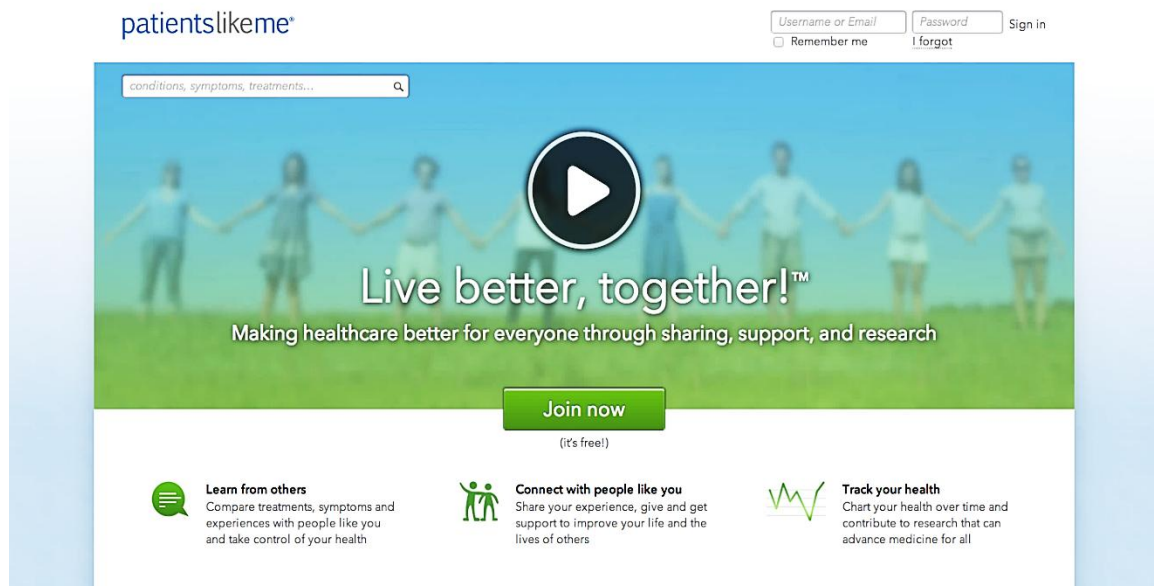 patientslikeme®
Username or Email
Password
Sign in
Remember me
I forgot
conditions, symptoms, treatments...
Live better, together!™
Making healthcare better for everyone through sharing, support, and research
Join now
(it's free!)
Learn from others
Compare treatments, symptoms and
experiences with people like you
and take control of your health
Connect with people like you
Share your experience, give and get
support to improve your life and the
lives of others
Track your health
Chart your health over time and
contribute to research that can
advance medicine for all